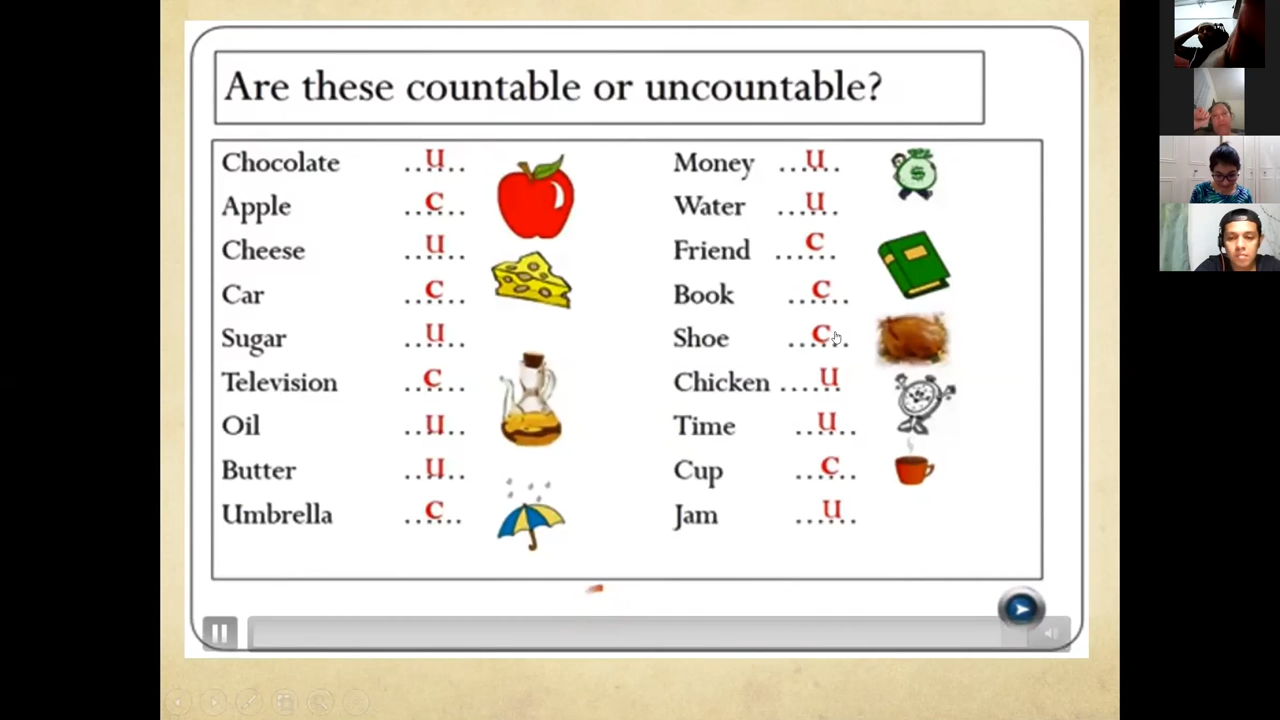 Are these countable or uncountable?
Chocolate ..U...
Apple ..C...
Cheese ..U...
Car ..C...
Sugar ..U...
Television ..C...
Oil ..U...
Butter ..U...
Umbrella ..C...
Money ...U..
Water ...U..
Friend ...C..
Book ...C..
Shoe ...C..
Chicken ....U.
Time ...U..
Cup ...C..
Jam ...U..
$